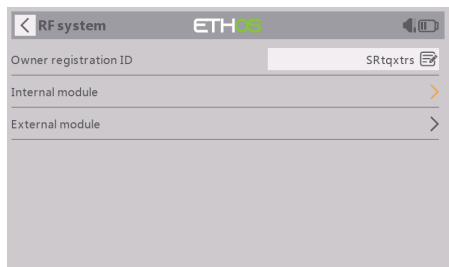 RF system ETHOS
Owner registration ID SRtqxtrs
Internal module
External module